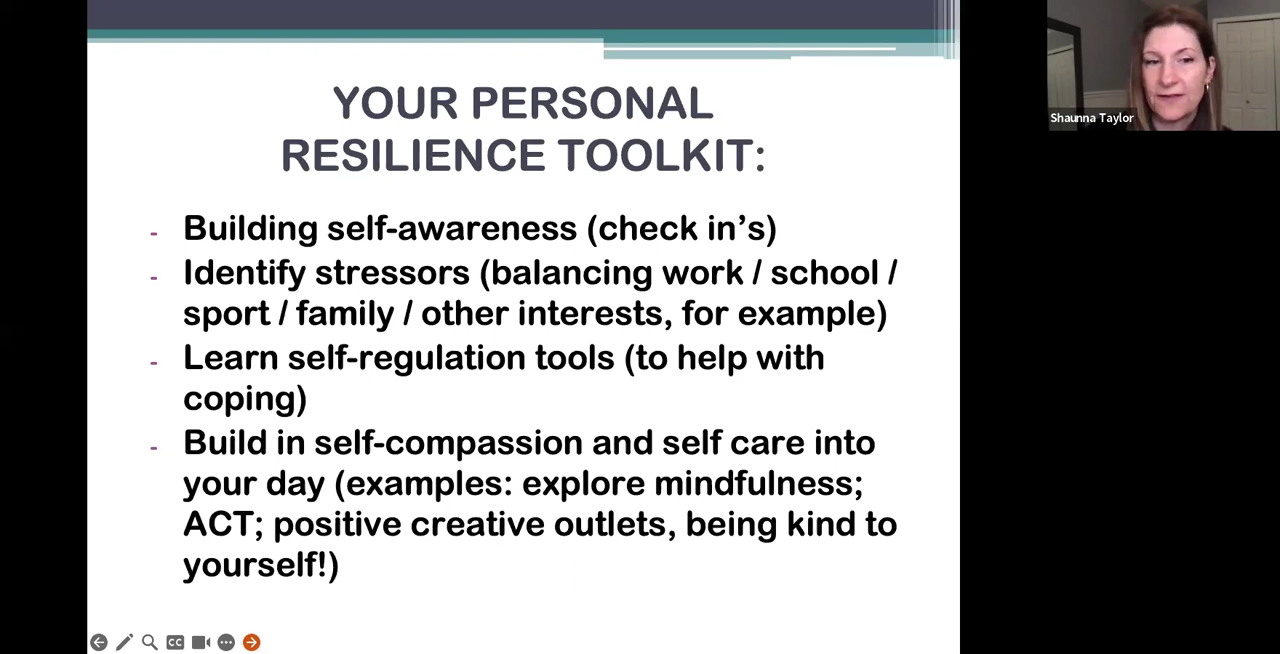 YOUR PERSONAL
RESILIENCE TOOLKIT:
- Building self-awareness (check in’s)
- Identify stressors (balancing work / school /
sport / family / other interests, for example)
- Learn self-regulation tools (to help with
coping)
- Build in self-compassion and self care into
your day (examples: explore mindfulness;
ACT; positive creative outlets, being kind to
yourself!)
Shaunna Taylor
CC